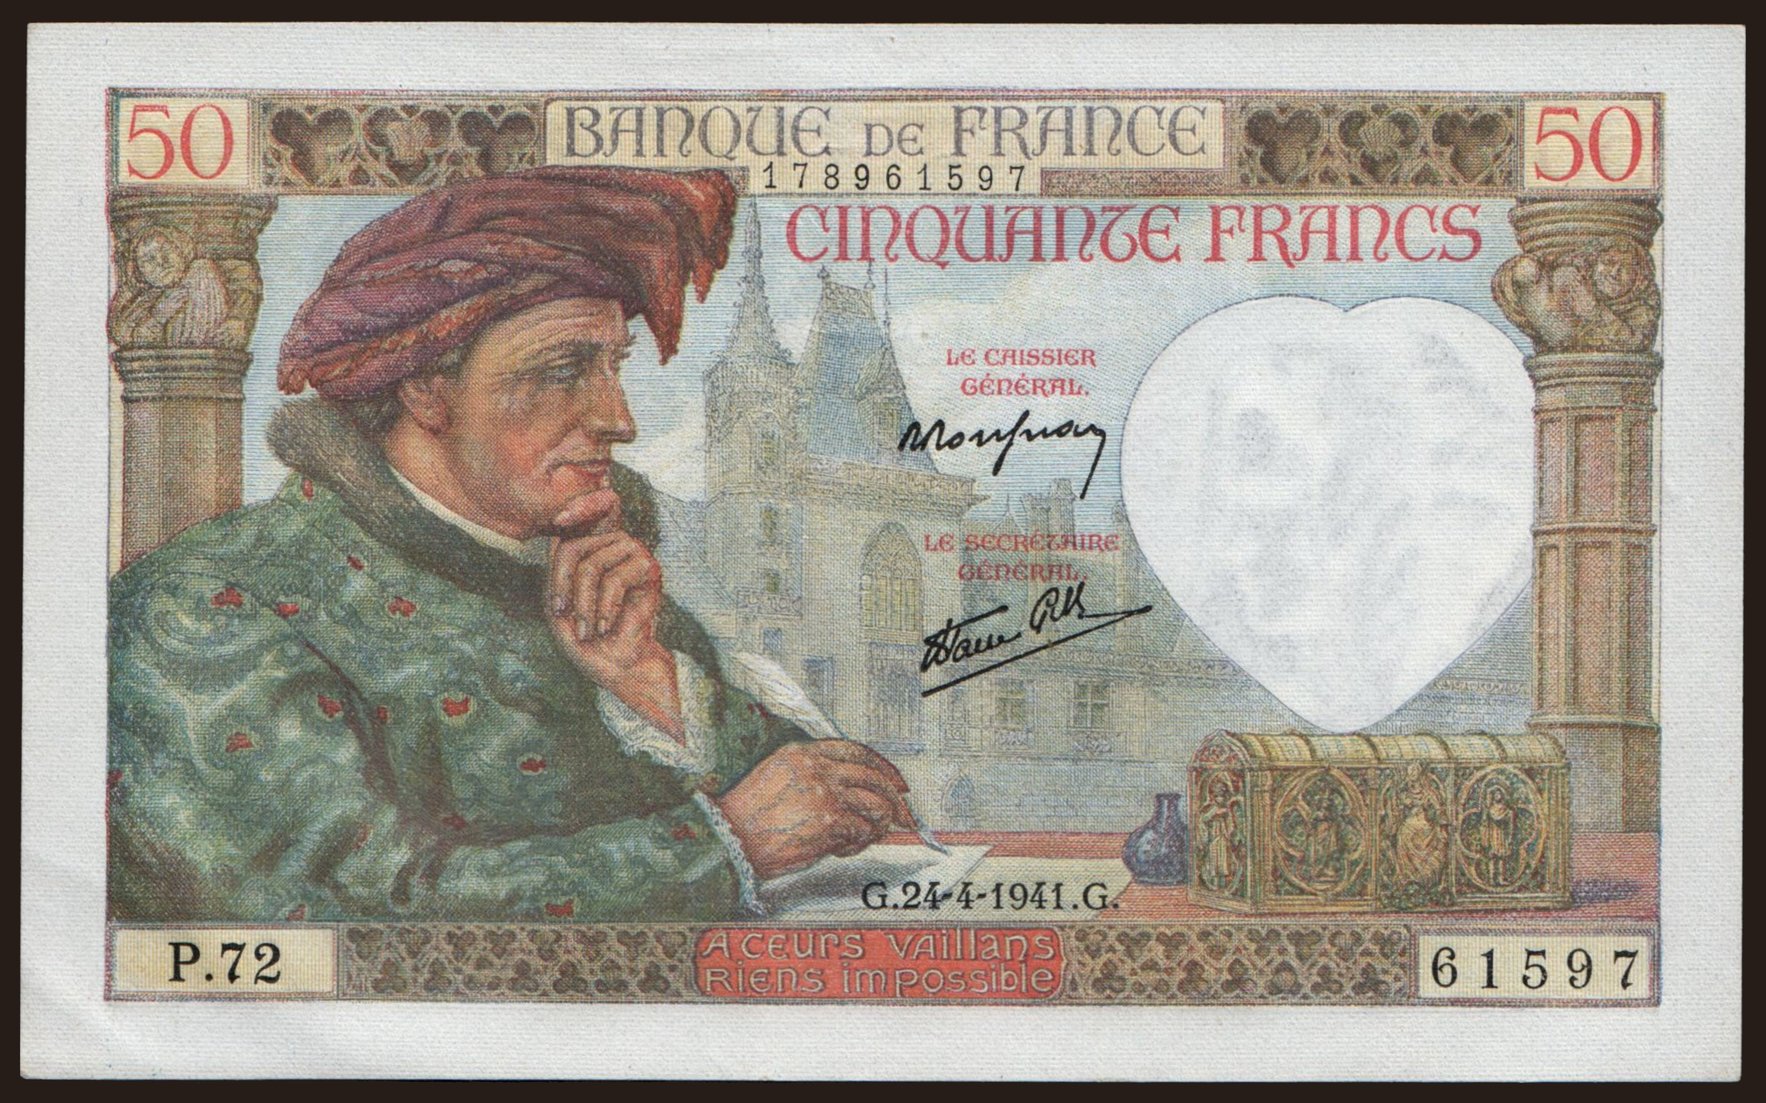 50
BANQUE DE FRANCE
50
178961597
CINQUANTE FRANCS
LE CAISSIER
GÉNÉRAL.
LE SECRÉTAIRE
GÉNÉRAL.
G.24-4-1941.G.
P.72
A CEURS VAILLANS
RIENS IMPOSSIBLE
61597